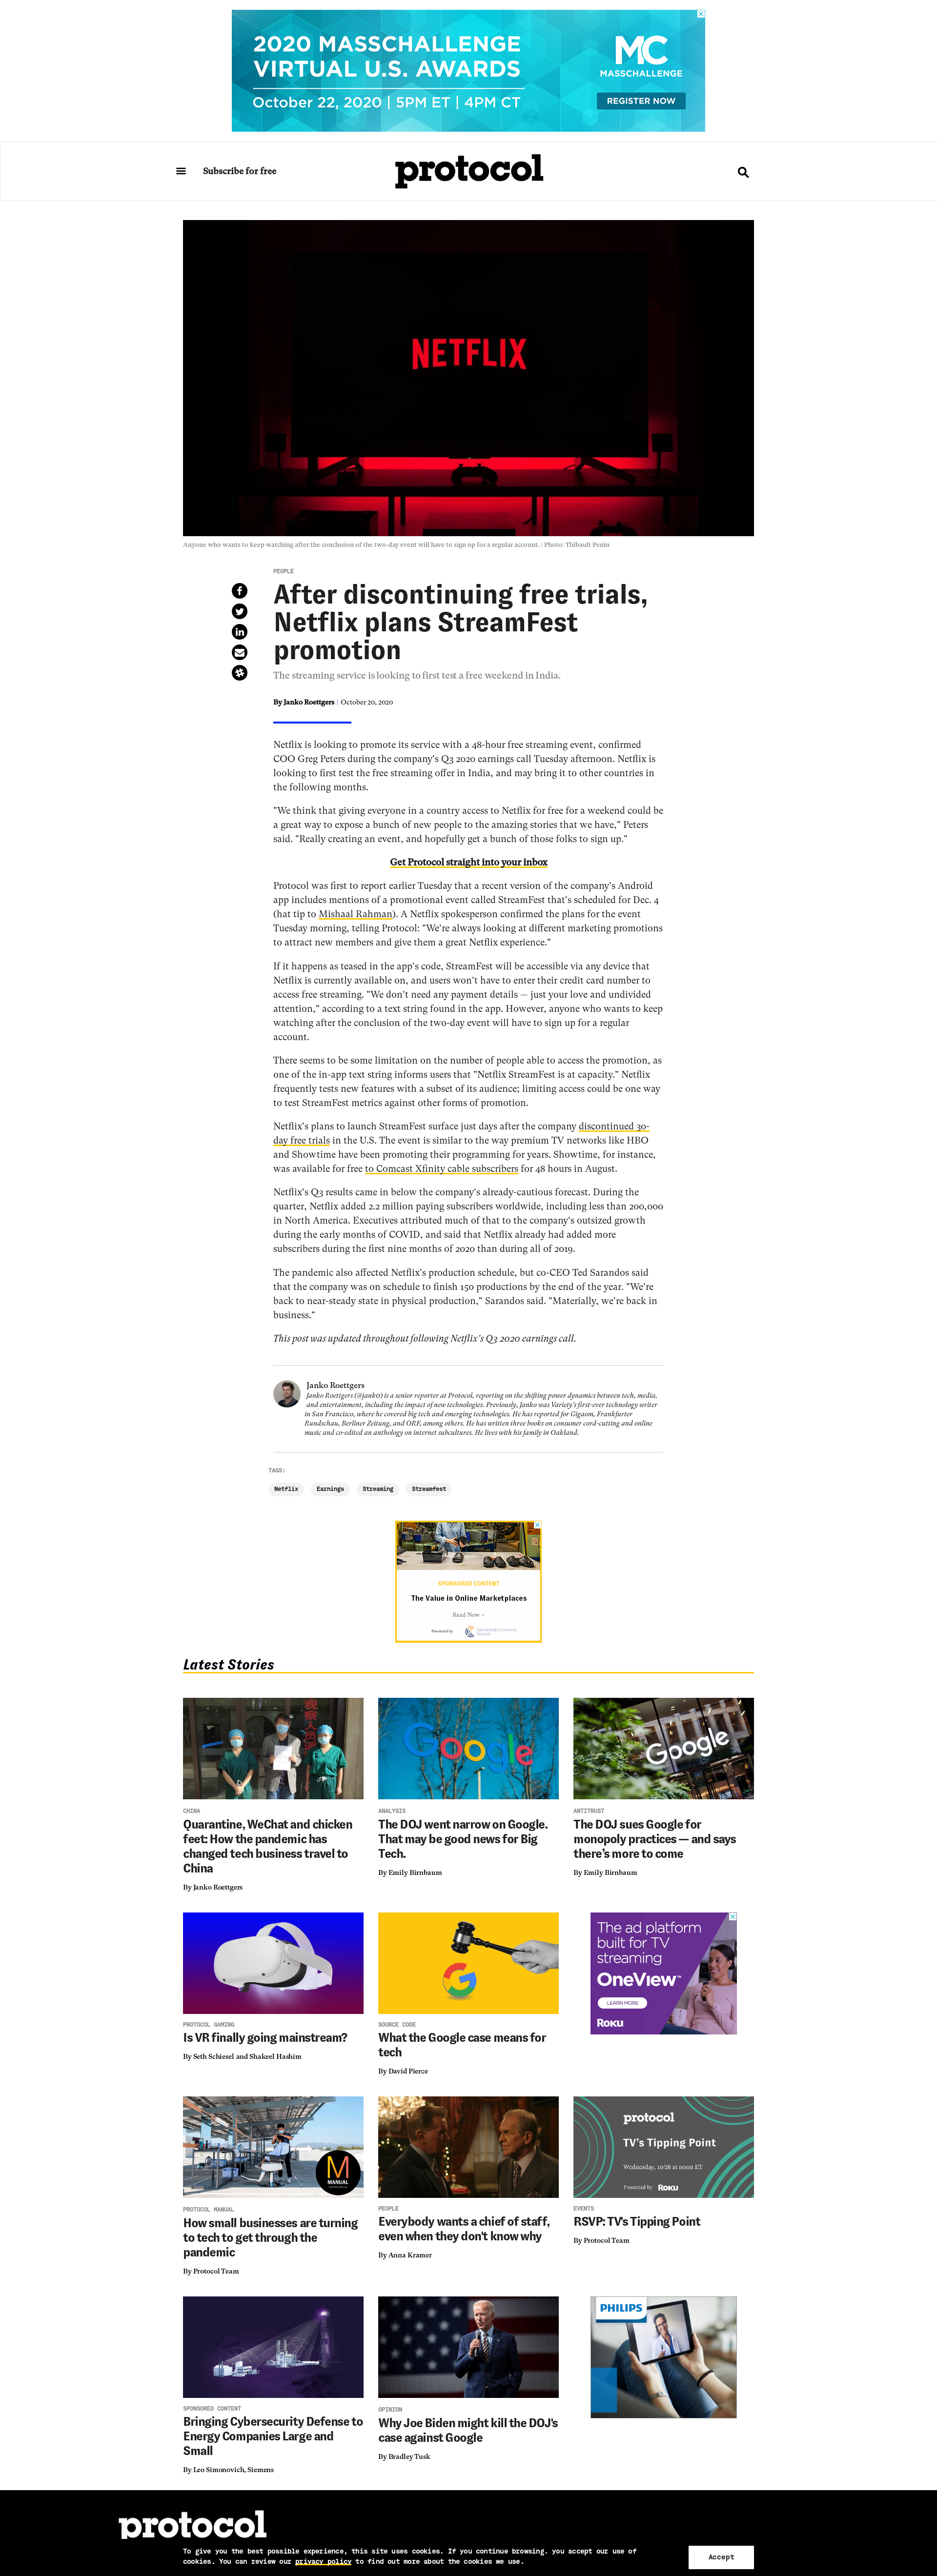 2020 MASSCHALLENGE
VIRTUAL U.S. AWARDS
October 22, 2020 | 5PM ET | 4PM CT
MC
MASSCHALLENGE
REGISTER NOW
Subscribe for free
protocol
NETFLIX
Anyone who wants to keep watching after the conclusion of the two-day event will have to sign up for a regular account. | Photo: Thibault Penin
PEOPLE
After discontinuing free trials,
Netflix plans StreamFest
promotion
The streaming service is looking to first test a free weekend in India.
By Janko Roettgers | October 20, 2020
Netflix is looking to promote its service with a 48-hour free streaming event, confirmed
COO Greg Peters during the company's Q3 2020 earnings call Tuesday afternoon. Netflix is
looking to first test the free streaming offer in India, and may bring it to other countries in
the following months.
"We think that giving everyone in a country access to Netflix for free for a weekend could be
a great way to expose a bunch of new people to the amazing stories that we have," Peters
said. "Really creating an event, and hopefully get a bunch of those folks to sign up."
Get Protocol straight into your inbox
Protocol was first to report earlier Tuesday that a recent version of the company's Android
app includes mentions of a promotional event called StreamFest that's scheduled for Dec. 4
(hat tip to Mishaal Rahman). A Netflix spokesperson confirmed the plans for the event
Tuesday morning, telling Protocol: "We're always looking at different marketing promotions
to attract new members and give them a great Netflix experience."
If it happens as teased in the app's code, StreamFest will be accessible via any device that
Netflix is currently available on, and users won't have to enter their credit card number to
access free streaming. "We don't need any payment details — just your love and undivided
attention," according to a text string found in the app. However, anyone who wants to keep
watching after the conclusion of the two-day event will have to sign up for a regular
account.
There seems to be some limitation on the number of people able to access the promotion, as
one of the in-app text string informs users that "Netflix StreamFest is at capacity." Netflix
frequently tests new features with a subset of its audience; limiting access could be one way
to test StreamFest metrics against other forms of promotion.
Netflix's plans to launch StreamFest surface just days after the company discontinued 30-
day free trials in the U.S. The event is similar to the way premium TV networks like HBO
and Showtime have been promoting their programming for years. Showtime, for instance,
was available for free to Comcast Xfinity cable subscribers for 48 hours in August.
Netflix's Q3 results came in below the company's already-cautious forecast. During the
quarter, Netflix added 2.2 million paying subscribers worldwide, including less than 200,000
in North America. Executives attributed much of that to the company's outsized growth
during the early months of COVID, and said that Netflix already had added more
subscribers during the first nine months of 2020 than during all of 2019.
The pandemic also affected Netflix's production schedule, but co-CEO Ted Sarandos said
that the company was on schedule to finish 150 productions by the end of the year. "We're
back to near-steady state in physical production," Sarandos said. "Materially, we're back in
business."
This post was updated throughout following Netflix's Q3 2020 earnings call.
Janko Roettgers
Janko Roettgers (@jank0) is a senior reporter at Protocol, reporting on the shifting power dynamics between tech, media,
and entertainment, including the impact of new technologies. Previously, Janko was Variety's first-ever technology writer
in San Francisco, where he covered big tech and emerging technologies. He has reported for Gigaom, Frankfurter
Rundschau, Berliner Zeitung, and ORF, among others. He has written three books on consumer cord-cutting and online
music and co-edited an anthology on internet subcultures. He lives with his family in Oakland.
TAGS:
Netflix
Earnings
Streaming
Streamfest
SPONSORED CONTENT
The Value in Online Marketplaces
Read Now >
Presented by
Connected Commerce
Council
Latest Stories
观察人员
CHINA
Quarantine, WeChat and chicken
feet: How the pandemic has
changed tech business travel to
China
By Janko Roettgers
Google
ANALYSIS
The DOJ went narrow on Google.
That may be good news for Big
Tech.
By Emily Birnbaum
Google
ANTITRUST
The DOJ sues Google for
monopoly practices — and says
there's more to come
By Emily Birnbaum
PROTOCOL GAMING
Is VR finally going mainstream?
By Seth Schiesel and Shakeel Hashim
SOURCE CODE
What the Google case means for
tech
By David Pierce
The ad platform
built for TV
streaming
OneView™
LEARN MORE
Roku
M
MANUAL
PROTOCOL MANUAL
How small businesses are turning
to tech to get through the
pandemic
By Protocol Team
PEOPLE
Everybody wants a chief of staff,
even when they don't know why
By Anna Kramer
protocol
TV's Tipping Point
Wednesday, 10/28 at noon ET
Presented by Roku
EVENTS
RSVP: TV's Tipping Point
By Protocol Team
SPONSORED CONTENT
Bringing Cybersecurity Defense to
Energy Companies Large and
Small
By Leo Simonovich, Siemens
OPINION
Why Joe Biden might kill the DOJ's
case against Google
By Bradley Tusk
PHILIPS
protocol
To give you the best possible experience, this site uses cookies. If you continue browsing. you accept our use of
cookies. You can review our privacy policy to find out more about the cookies we use.
Accept